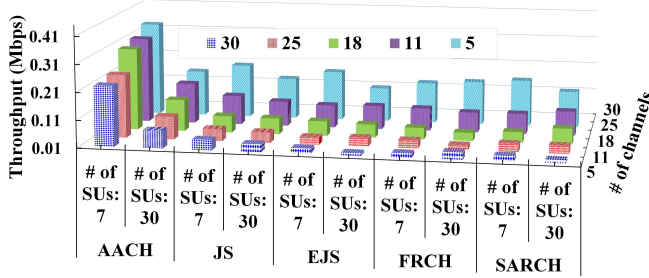 Throughput (Mbps)
0.41
0.31
0.21
0.11
0.01
30 25 18 11 5
30
25
18
11
5
# of channels
# of SUs: 7
# of SUs: 30
# of SUs: 7
# of SUs: 30
# of SUs: 7
# of SUs: 30
# of SUs: 7
# of SUs: 30
# of SUs: 7
# of SUs: 30
AACH JS EJS FRCH SARCH